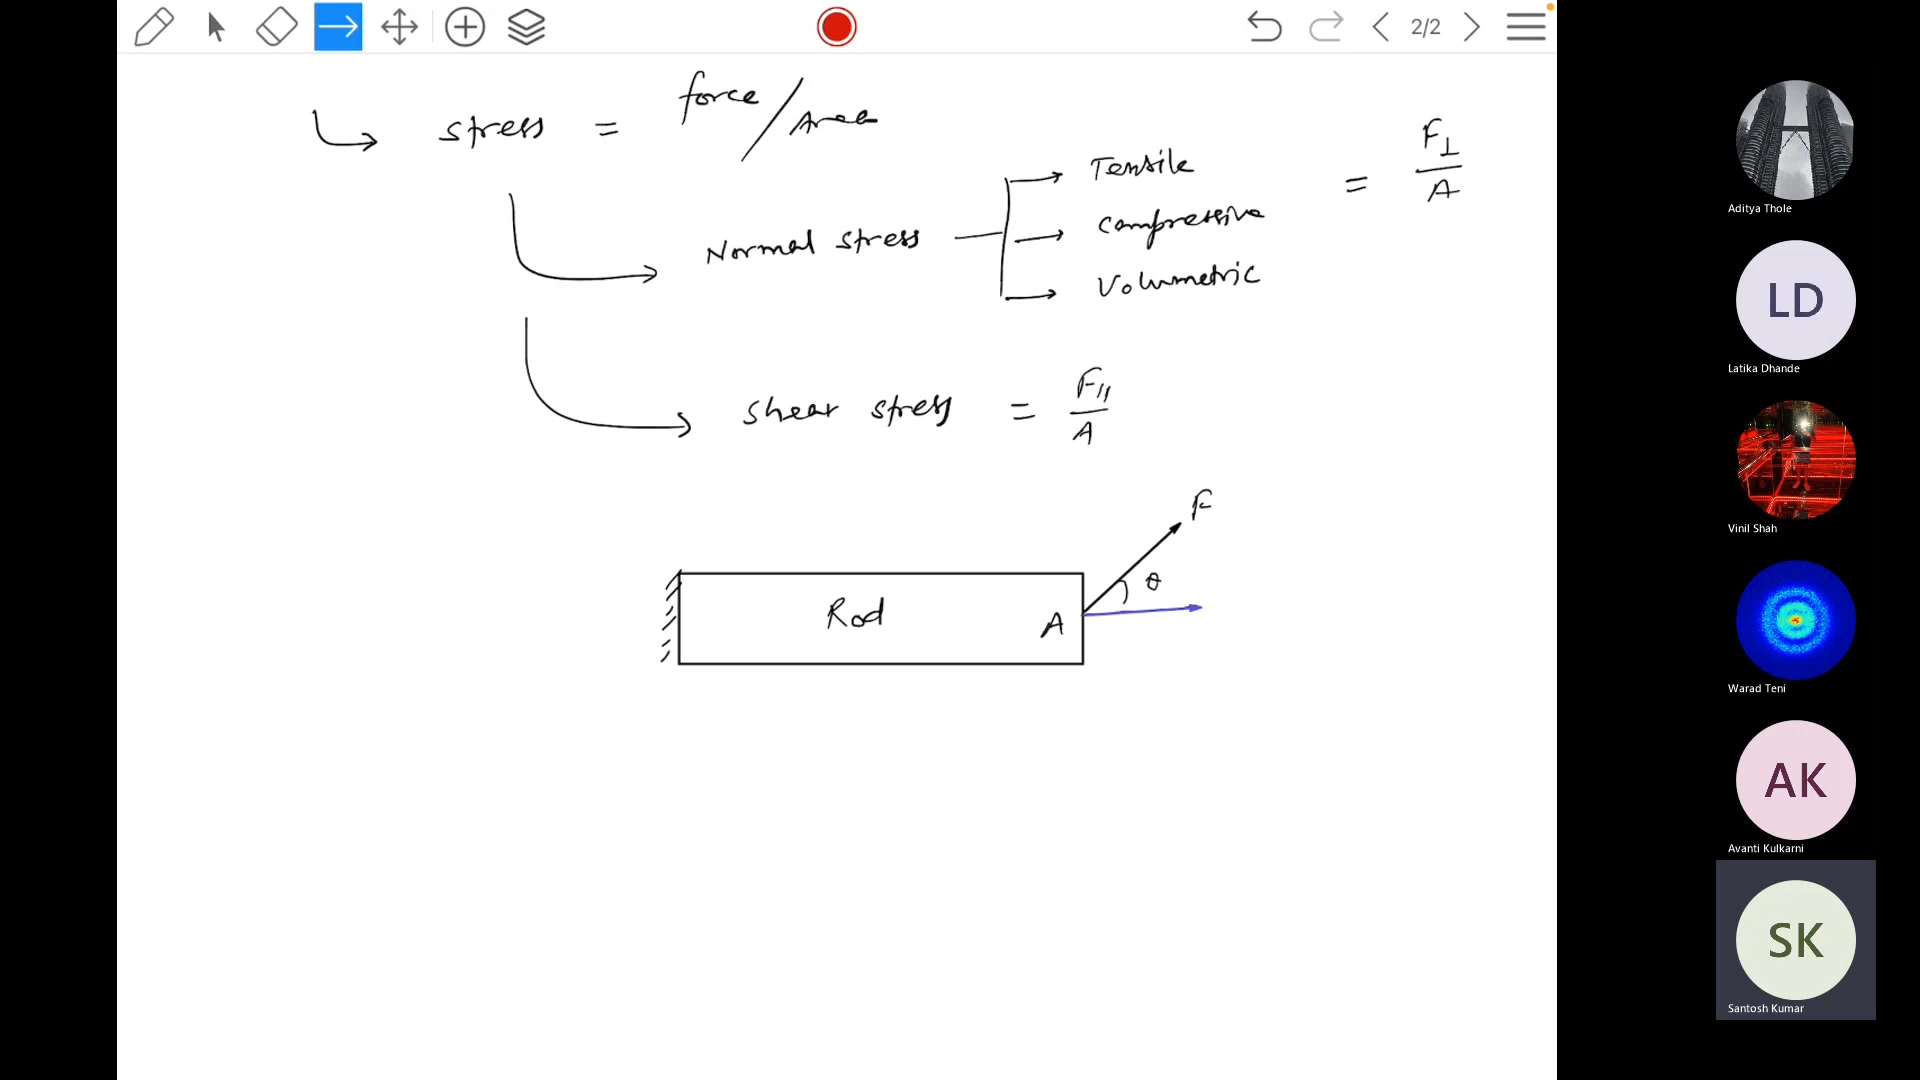 2/2
stress = force/Area
Normal stress
Tensile
compressive
Volumetric
= F⊥/A
shear stress = F∥/A
F
θ
Rod
A
Aditya Thole
LD
Latika Dhande
Vinil Shah
Warad Teni
AK
Avanti Kulkarni
SK
Santosh Kumar